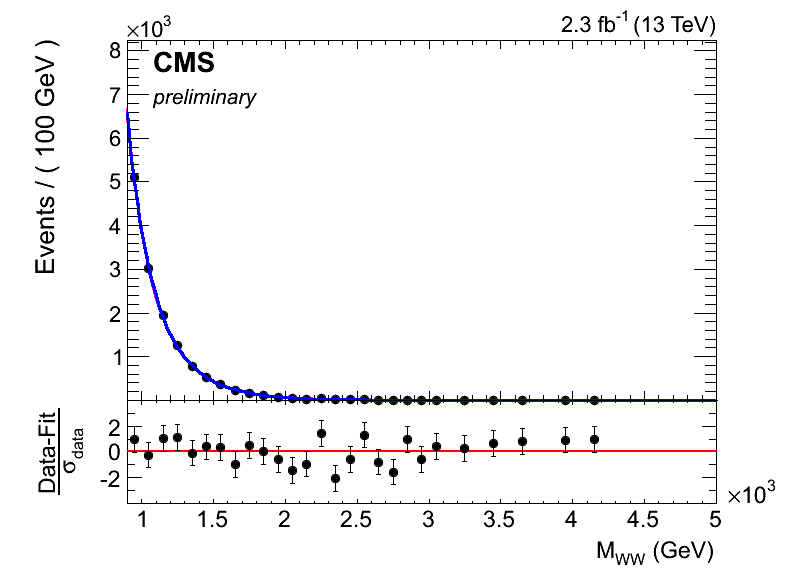 ×10³
2.3 fb⁻¹ (13 TeV)
CMS
preliminary
Events / ( 100 GeV )
8
7
6
5
4
3
2
1
Data-Fit
σ_data
2
0
-2
1 1.5 2 2.5 3 3.5 4 4.5 5
×10³
M_WW (GeV)